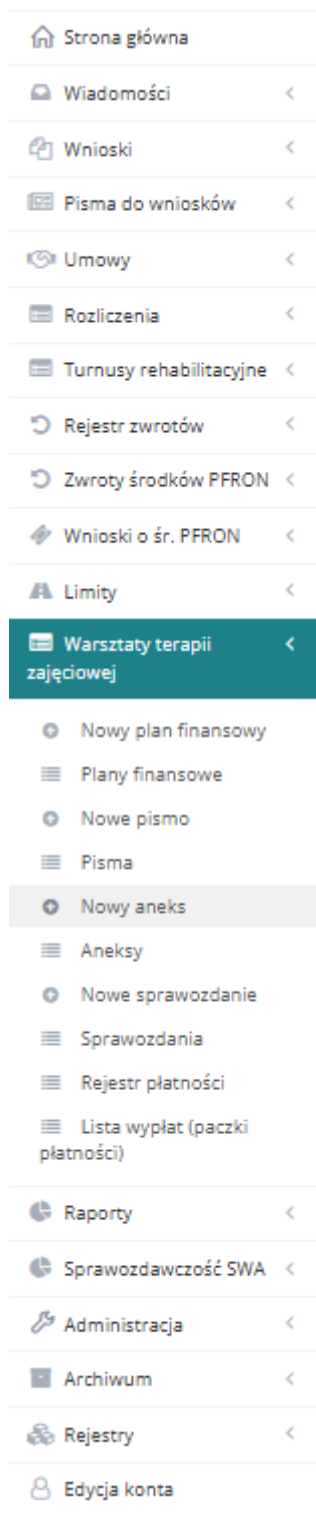 Strona główna
Wiadomości
Wnioski
Pisma do wniosków
Umowy
Rozliczenia
Turnusy rehabilitacyjne
Rejestr zwrotów
Zwroty środków PFRON
Wnioski o śr. PFRON
Limity
Warsztaty terapii
zajęciowej
Nowy plan finansowy
Plany finansowe
Nowe pismo
Pisma
Nowy aneks
Aneksy
Nowe sprawozdanie
Sprawozdania
Rejestr płatności
Lista wypłat (paczki
płatności)
Raporty
Sprawozdawczość SWA
Administracja
Archiwum
Rejestry
Edycja konta